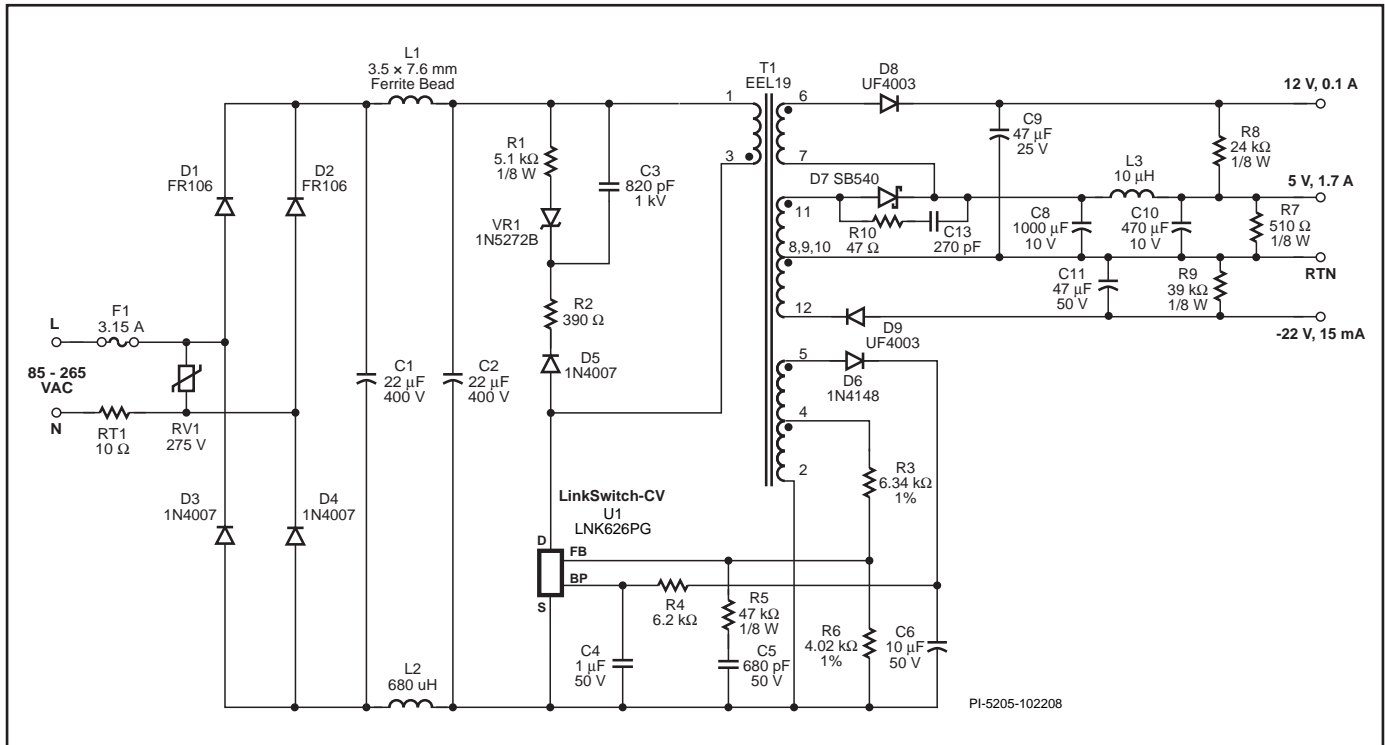 L1
3.5 × 7.6 mm
Ferrite Bead
T1
EEL19
D8
UF4003
12 V, 0.1 A
1
6
C9
47 µF
25 V
R8
24 kΩ
1/8 W
R1
5.1 kΩ
1/8 W
C3
820 pF
1 kV
3
7
L3
10 µH
D1
FR106
D2
FR106
D7 SB540
5 V, 1.7 A
VR1
1N5272B
11
R10
47 Ω
C13
270 pF
C8
1000 µF
10 V
C10
470 µF
10 V
R7
510 Ω
1/8 W
8,9,10
RTN
R2
390 Ω
C11
47 µF
50 V
R9
39 kΩ
1/8 W
12
D9
UF4003
-22 V, 15 mA
F1
3.15 A
L
D5
1N4007
5
D6
1N4148
85 - 265
VAC
C1
22 µF
400 V
C2
22 µF
400 V
N
RT1
10 Ω
RV1
275 V
4
2
R3
6.34 kΩ
1%
D3
1N4007
D4
1N4007
LinkSwitch-CV
U1
LNK626PG
D
FB
BP
S
R4
6.2 kΩ
R5
47 kΩ
1/8 W
R6
4.02 kΩ
1%
C6
10 µF
50 V
C4
1 µF
50 V
C5
680 pF
50 V
L2
680 uH
PI-5205-102208